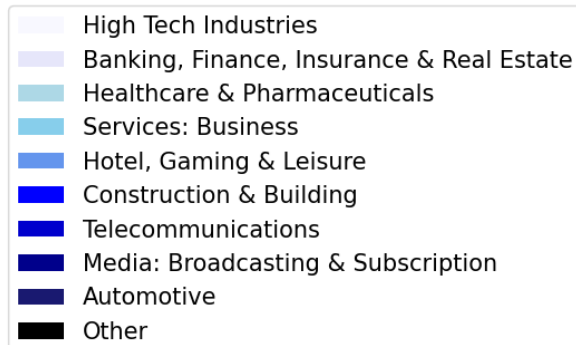 High Tech Industries
Banking, Finance, Insurance & Real Estate
Healthcare & Pharmaceuticals
Services: Business
Hotel, Gaming & Leisure
Construction & Building
Telecommunications
Media: Broadcasting & Subscription
Automotive
Other